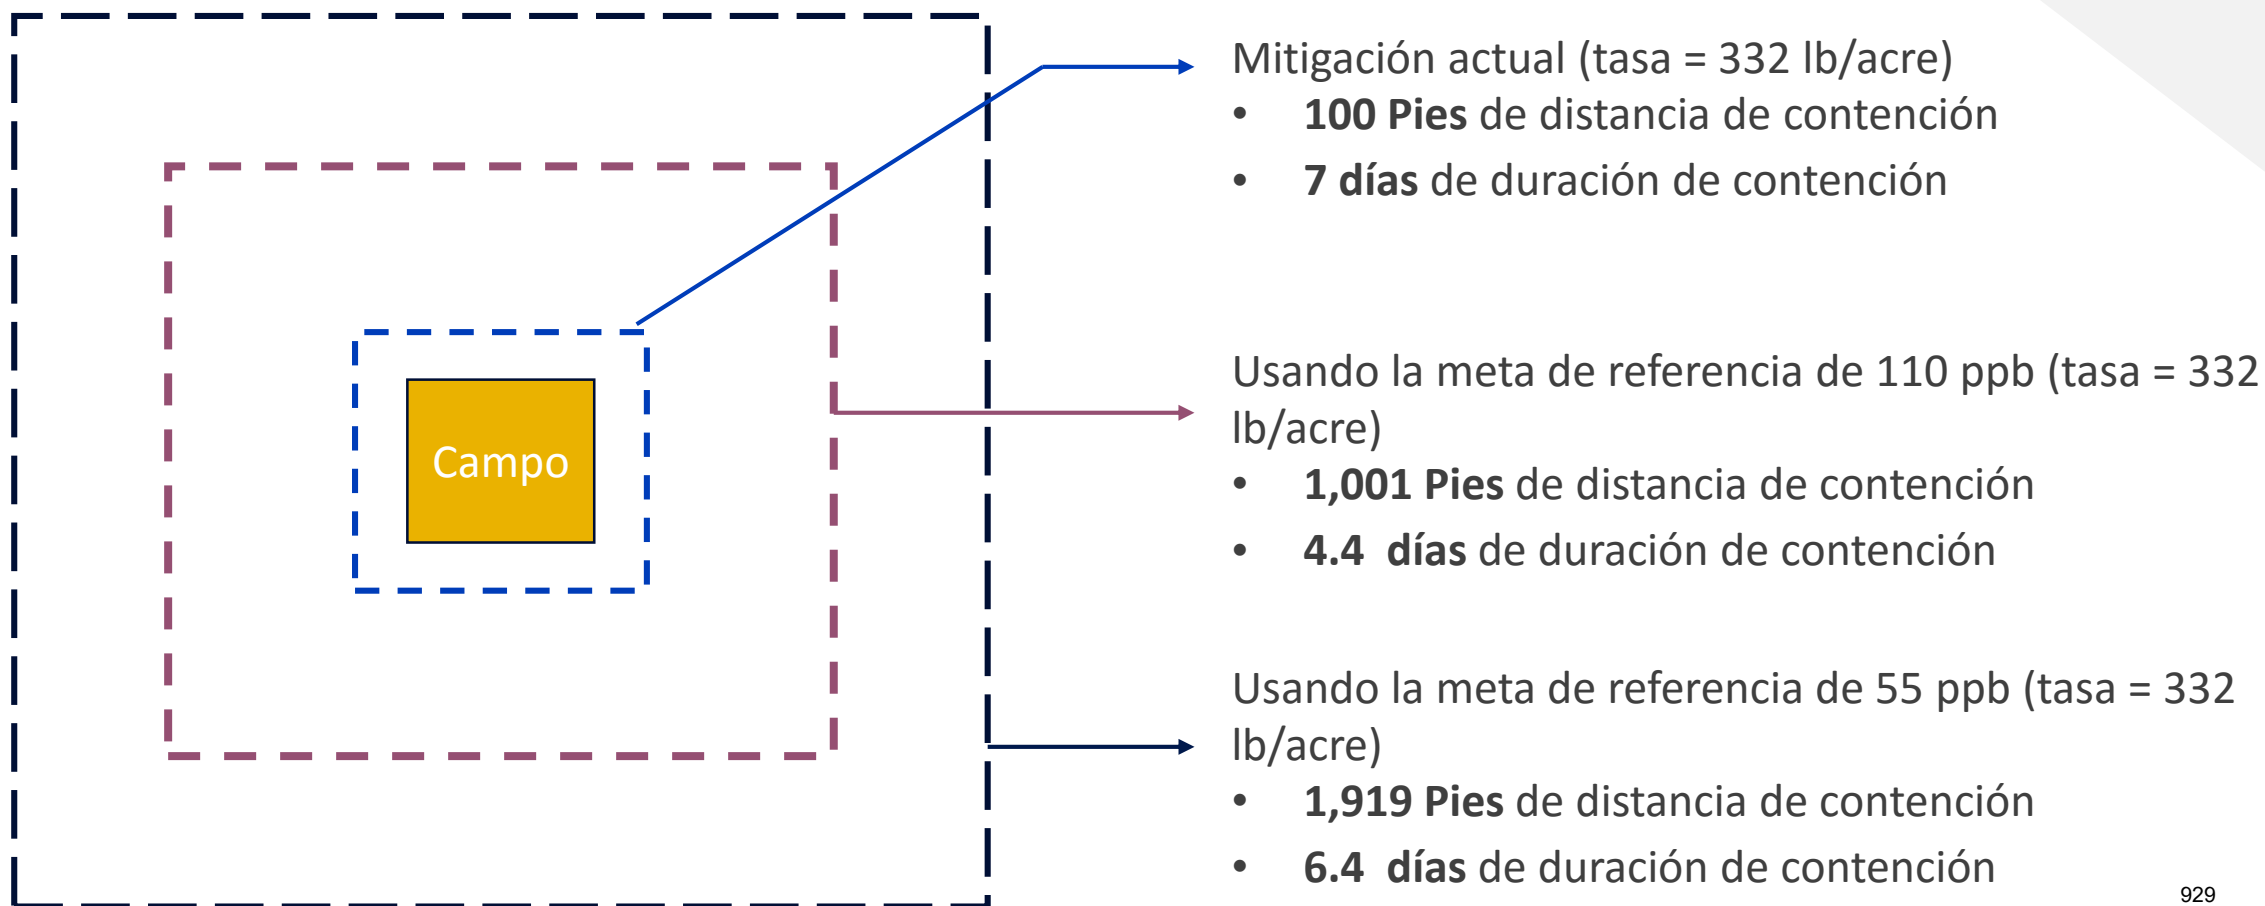 Mitigación actual (tasa = 332 lb/acre)
• 100 Pies de distancia de contención
• 7 días de duración de contención
Campo
Usando la meta de referencia de 110 ppb (tasa = 332
lb/acre)
• 1,001 Pies de distancia de contención
• 4.4 días de duración de contención
Usando la meta de referencia de 55 ppb (tasa = 332
lb/acre)
• 1,919 Pies de distancia de contención
• 6.4 días de duración de contención
929